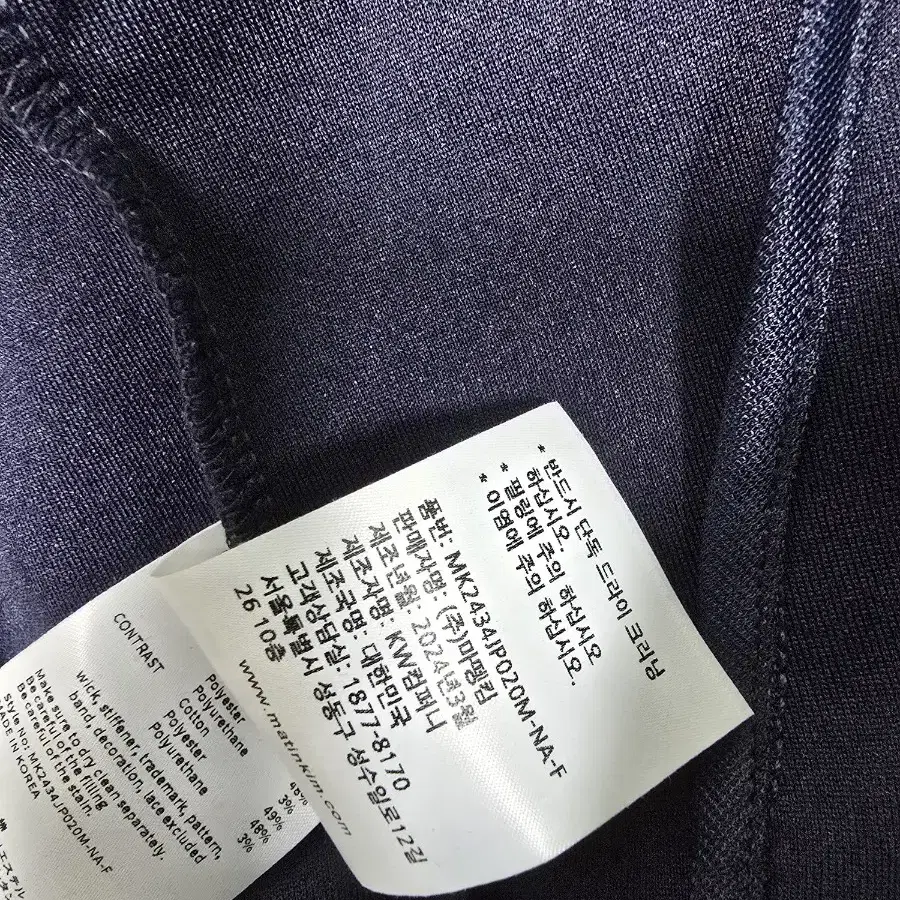 * 반드시 단독 드라이 크리닝
하십시오.
* 필링에 주의 하십시오
* 이염에 주의 하십시오.
품번: MK2434JP020M-NA-F
판매자명: (주)마뗑킴
제조년월: 2024년3월
제조자명: KW컴퍼니
제조국명: 대한민국
고객상담실: 1877-8170
서울특별시 성동구 성수일로12길
26 10층
www.matinkim.com
CONTRAST
Polyester
Polyurethane
Cotton 48%
Polyester 49%
Polyurethane 3%
wick, stiffener, trademark, pattern,
band, decoration, lace excluded
Make sure to dry clean separately.
Be careful of the filling
Be careful of the stain.
Style No: MK2434JP020M-NA-F
MADE IN KOREA